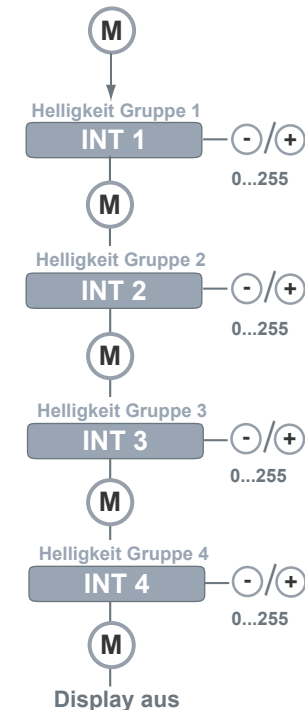 M
Helligkeit Gruppe 1
INT 1 - / +
0...255
M
Helligkeit Gruppe 2
INT 2 - / +
0...255
M
Helligkeit Gruppe 3
INT 3 - / +
0...255
M
Helligkeit Gruppe 4
INT 4 - / +
0...255
M
Display aus